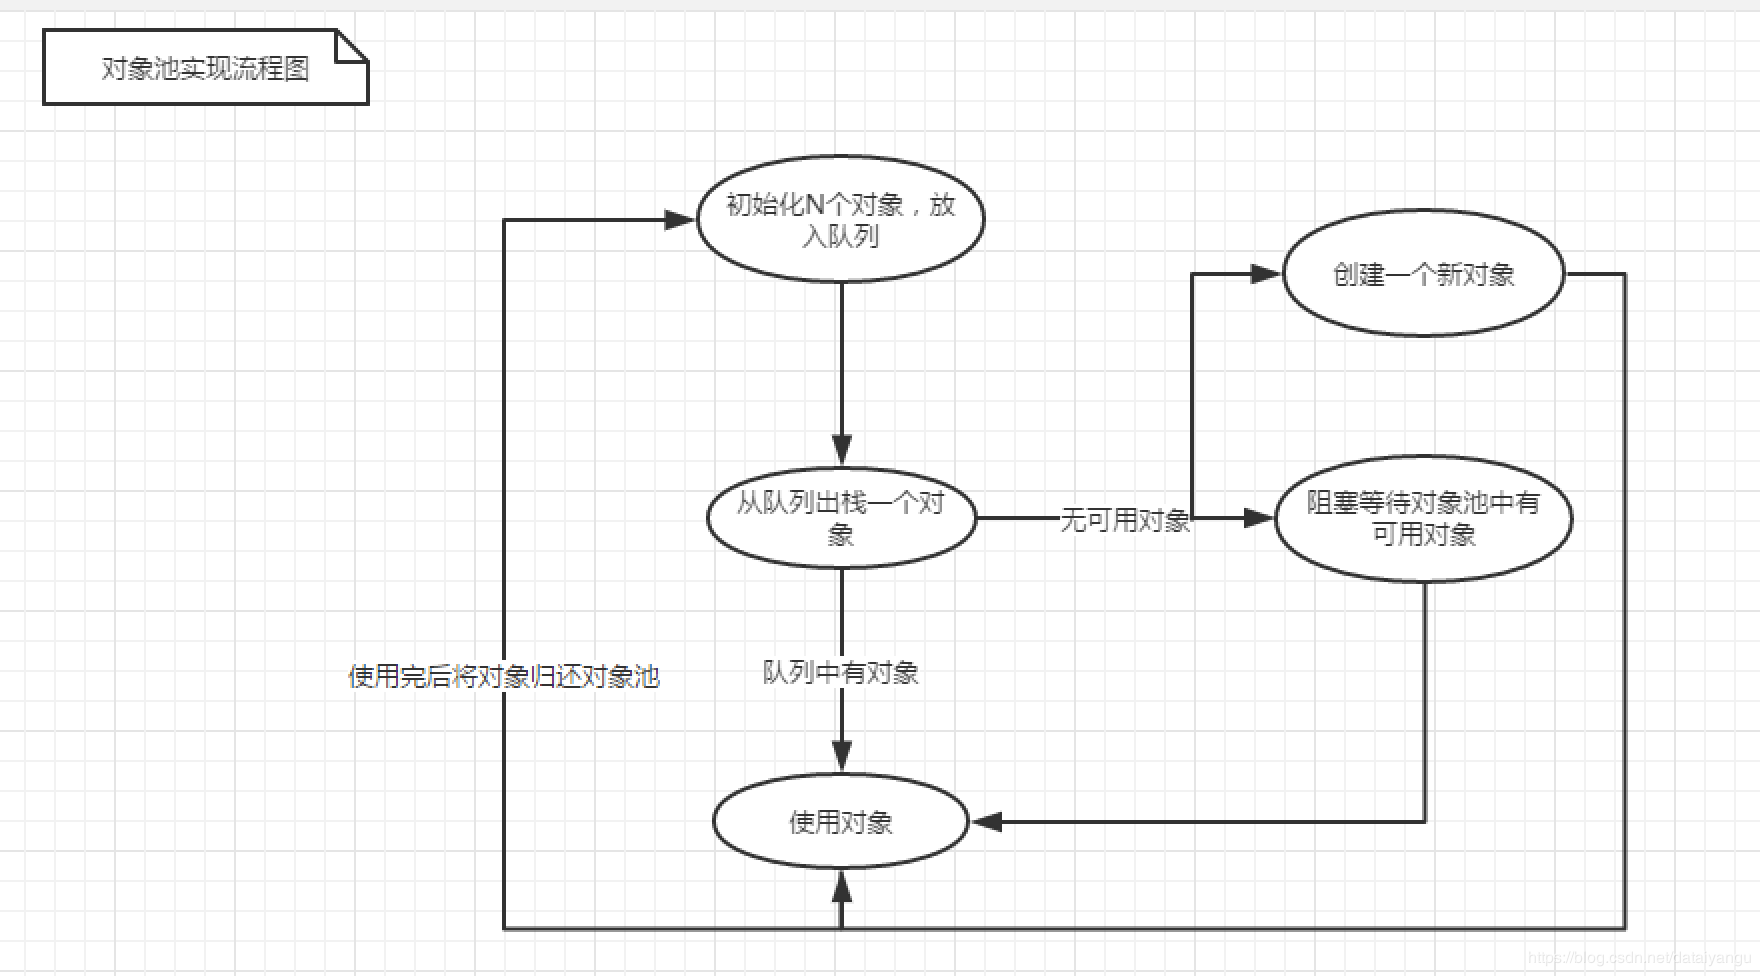 对象池实现流程图
初始化N个对象，放
入队列
创建一个新对象
从队列出栈一个对
象
无可用对象
阻塞等待对象池中有
可用对象
使用完后将对象归还对象池
队列中有对象
使用对象
https://blog.csdn.net/dataiyangu